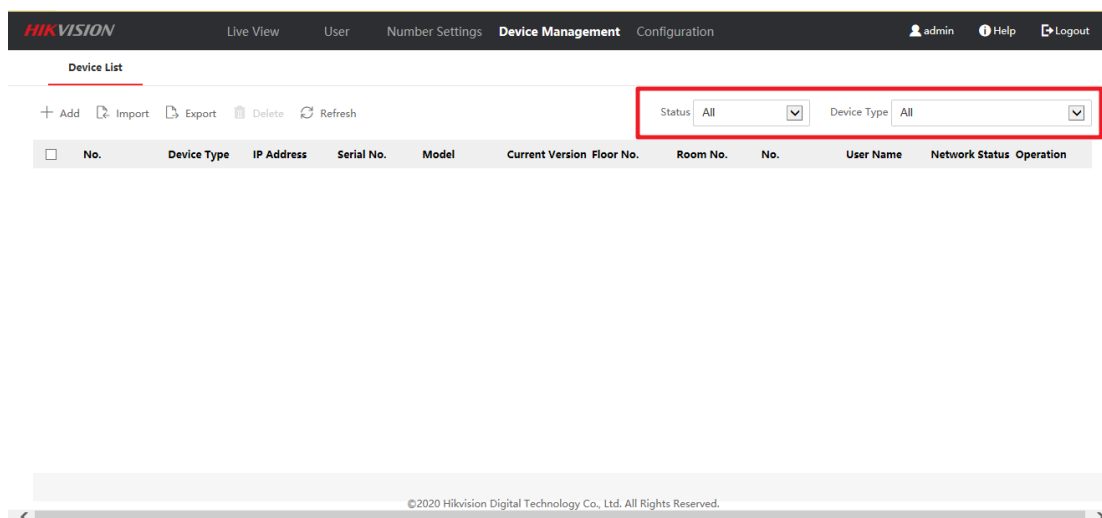 HIKVISION Live View User Number Settings Device Management Configuration admin Help Logout
Device List
Add Import Export Delete Refresh Status All Device Type All
No. Device Type IP Address Serial No. Model Current Version Floor No. Room No. No. User Name Network Status Operation
©2020 Hikvision Digital Technology Co., Ltd. All Rights Reserved.